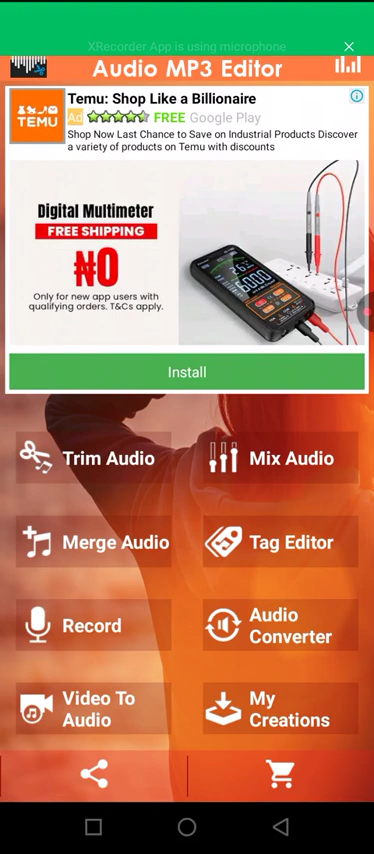 XRecorder App is using microphone
Audio MP3 Editor
TEMU
Temu: Shop Like a Billionaire
Ad FREE Google Play
Shop Now Last Chance to Save on Industrial Products Discover
a variety of products on Temu with discounts
Digital Multimeter
FREE SHIPPING
₦0
Only for new app users with
qualifying orders. T&Cs apply.
Install
Trim Audio
Mix Audio
Merge Audio
Tag Editor
Record
Audio
Converter
Video To
Audio
My
Creations